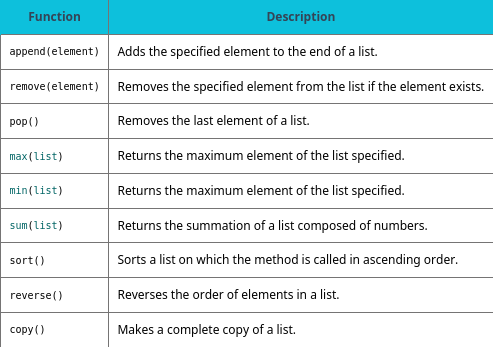 Function Description
append(element) Adds the specified element to the end of a list.
remove(element) Removes the specified element from the list if the element exists.
pop() Removes the last element of a list.
max(list) Returns the maximum element of the list specified.
min(list) Returns the maximum element of the list specified.
sum(list) Returns the summation of a list composed of numbers.
sort() Sorts a list on which the method is called in ascending order.
reverse() Reverses the order of elements in a list.
copy() Makes a complete copy of a list.